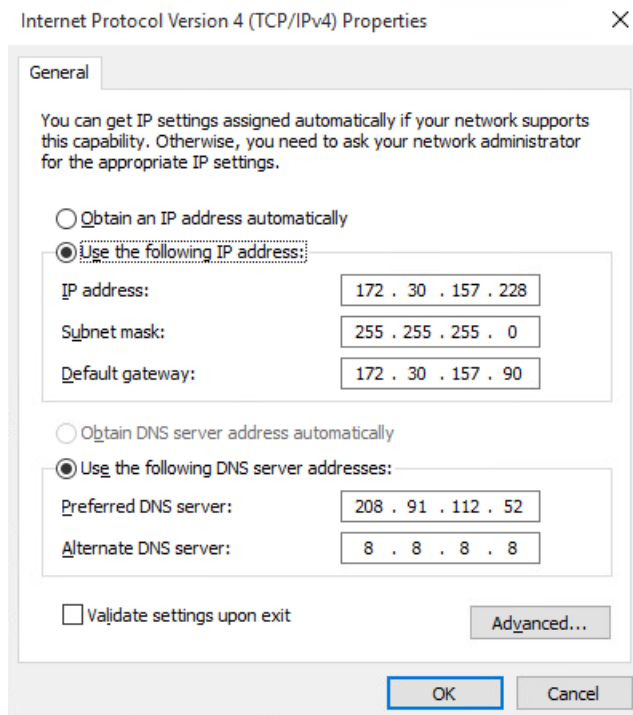 Internet Protocol Version 4 (TCP/IPv4) Properties
General
You can get IP settings assigned automatically if your network supports
this capability. Otherwise, you need to ask your network administrator
for the appropriate IP settings.
Obtain an IP address automatically
Use the following IP address:
IP address: 172 . 30 . 157 . 228
Subnet mask: 255 . 255 . 255 . 0
Default gateway: 172 . 30 . 157 . 90
Obtain DNS server address automatically
Use the following DNS server addresses:
Preferred DNS server: 208 . 91 . 112 . 52
Alternate DNS server: 8 . 8 . 8 . 8
Validate settings upon exit
Advanced...
OK Cancel